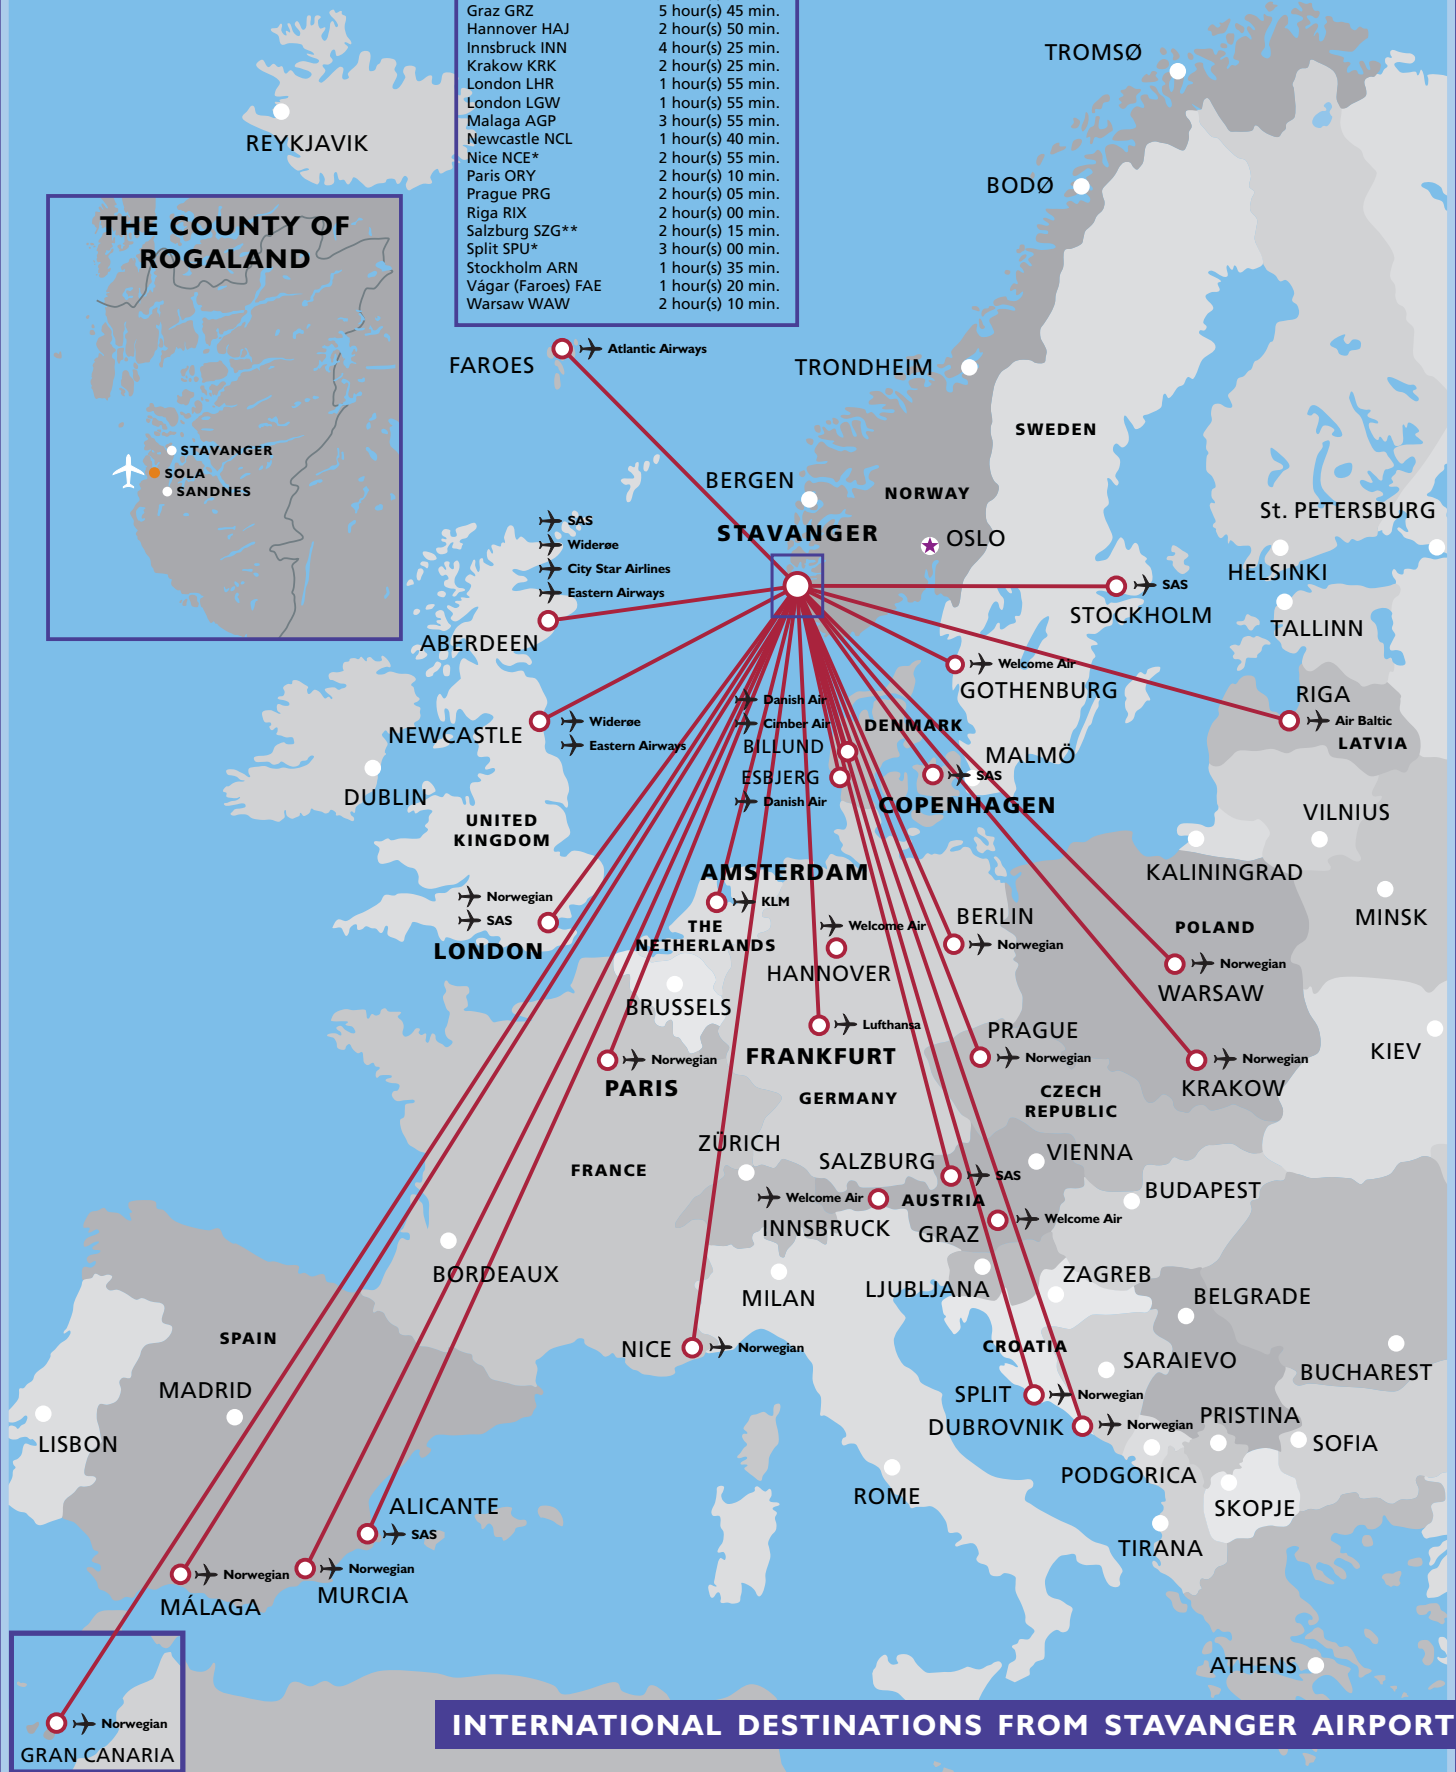 Graz GRZ 5 hour(s) 45 min.
Hannover HAJ 2 hour(s) 50 min.
Innsbruck INN 4 hour(s) 25 min.
Krakow KRK 2 hour(s) 25 min.
London LHR 1 hour(s) 55 min.
London LGW 1 hour(s) 55 min.
Malaga AGP 3 hour(s) 55 min.
Newcastle NCL 1 hour(s) 40 min.
Nice NCE* 2 hour(s) 55 min.
Paris ORY 2 hour(s) 10 min.
Prague PRG 2 hour(s) 05 min.
Riga RIX 2 hour(s) 00 min.
Salzburg SZG** 2 hour(s) 15 min.
Split SPU* 3 hour(s) 00 min.
Stockholm ARN 1 hour(s) 35 min.
Vágar (Faroes) FAE 1 hour(s) 20 min.
Warsaw WAW 2 hour(s) 10 min.
TROMSØ
REYKJAVIK
BODØ
THE COUNTY OF
ROGALAND
STAVANGER
SOLA
SANDNES
FAROES
Atlantic Airways
TRONDHEIM
SWEDEN
BERGEN
NORWAY
STAVANGER
OSLO
St. PETERSBURG
HELSINKI
TALLINN
SAS
Widerøe
City Star Airlines
Eastern Airways
ABERDEEN
SAS
STOCKHOLM
Welcome Air
GOTHENBURG
RIGA
Air Baltic
LATVIA
NEWCASTLE
Widerøe
Eastern Airways
Danish Air
Cimber Air
BILLUND
DENMARK
ESBJERG
Danish Air
MALMÖ
SAS
COPENHAGEN
DUBLIN
UNITED
KINGDOM
VILNIUS
KALININGRAD
MINSK
AMSTERDAM
KLM
THE
NETHERLANDS
Norwegian
SAS
LONDON
Welcome Air
HANNOVER
BERLIN
Norwegian
POLAND
Norwegian
WARSAW
BRUSSELS
Lufthansa
FRANKFURT
PRAGUE
Norwegian
Norwegian
KRAKOW
KIEV
Norwegian
PARIS
GERMANY
CZECH
REPUBLIC
ZÜRICH
FRANCE
SALZBURG
SAS
VIENNA
Welcome Air
INNSBRUCK
AUSTRIA
GRAZ
Welcome Air
BUDAPEST
BORDEAUX
MILAN
LJUBLJANA
ZAGREB
BELGRADE
SPAIN
NICE
Norwegian
CROATIA
SARAIEVO
BUCHAREST
MADRID
SPLIT
Norwegian
DUBROVNIK
Norwegian
PRISTINA
SOFIA
LISBON
PODGORICA
ROME
SKOPJE
ALICANTE
SAS
TIRANA
Norwegian
MÁLAGA
Norwegian
MURCIA
ATHENS
Norwegian
GRAN CANARIA
INTERNATIONAL DESTINATIONS FROM STAVANGER AIRPORT